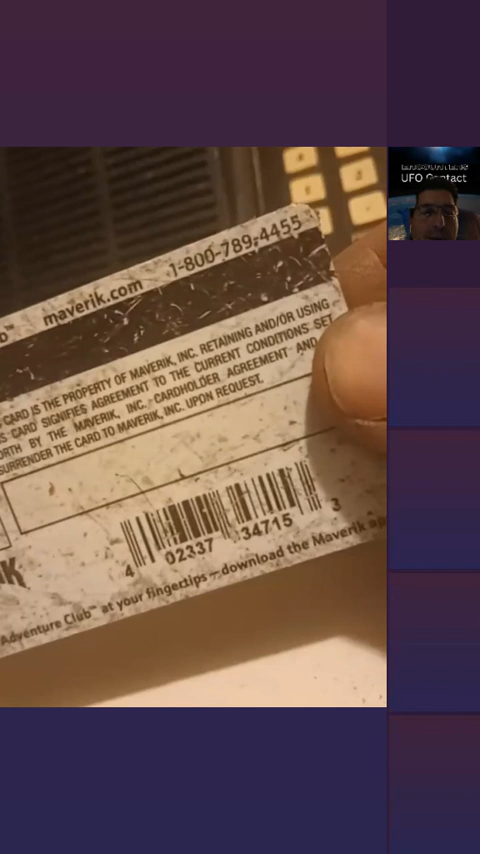 maverik.com 1-800-789-4455
CARD IS THE PROPERTY OF MAVERIK, INC. RETAINING AND/OR USING
CARD SIGNIFIES AGREEMENT TO THE CURRENT CONDITIONS SET
BY THE MAVERIK, INC. CARDHOLDER AGREEMENT AND
SURRENDER THE CARD TO MAVERIK, INC. UPON REQUEST.
4 02337 34715 3
Adventure Club™ at your fingertips – download the Maverik
UFO Contact